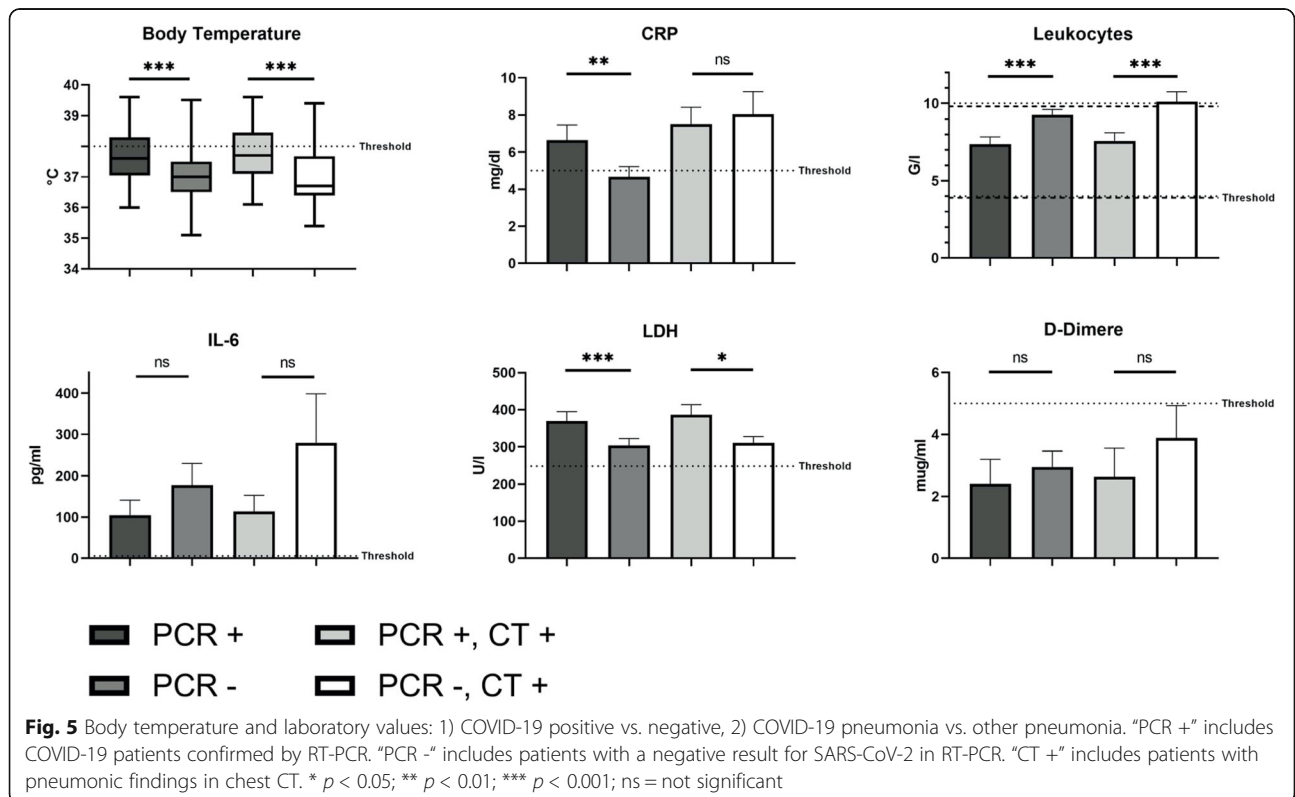 Body Temperature
***
***
40
39
38
37
36
35
34
°C
Threshold
CRP
**
ns
10
8
6
4
2
0
mg/dl
Threshold
Leukocytes
***
***
10
5
0
G/l
Threshold
IL-6
ns
ns
400
300
200
100
0
pg/ml
Threshold
LDH
***
*
500
400
300
200
100
0
U/l
Threshold
D-Dimere
ns
ns
6
4
2
0
mug/ml
Threshold
PCR +
PCR +, CT +
PCR -
PCR -, CT +
Fig. 5 Body temperature and laboratory values: 1) COVID-19 positive vs. negative, 2) COVID-19 pneumonia vs. other pneumonia. “PCR +” includes
COVID-19 patients confirmed by RT-PCR. “PCR -“ includes patients with a negative result for SARS-CoV-2 in RT-PCR. “CT +” includes patients with
pneumonic findings in chest CT. * p < 0.05; ** p < 0.01; *** p < 0.001; ns = not significant